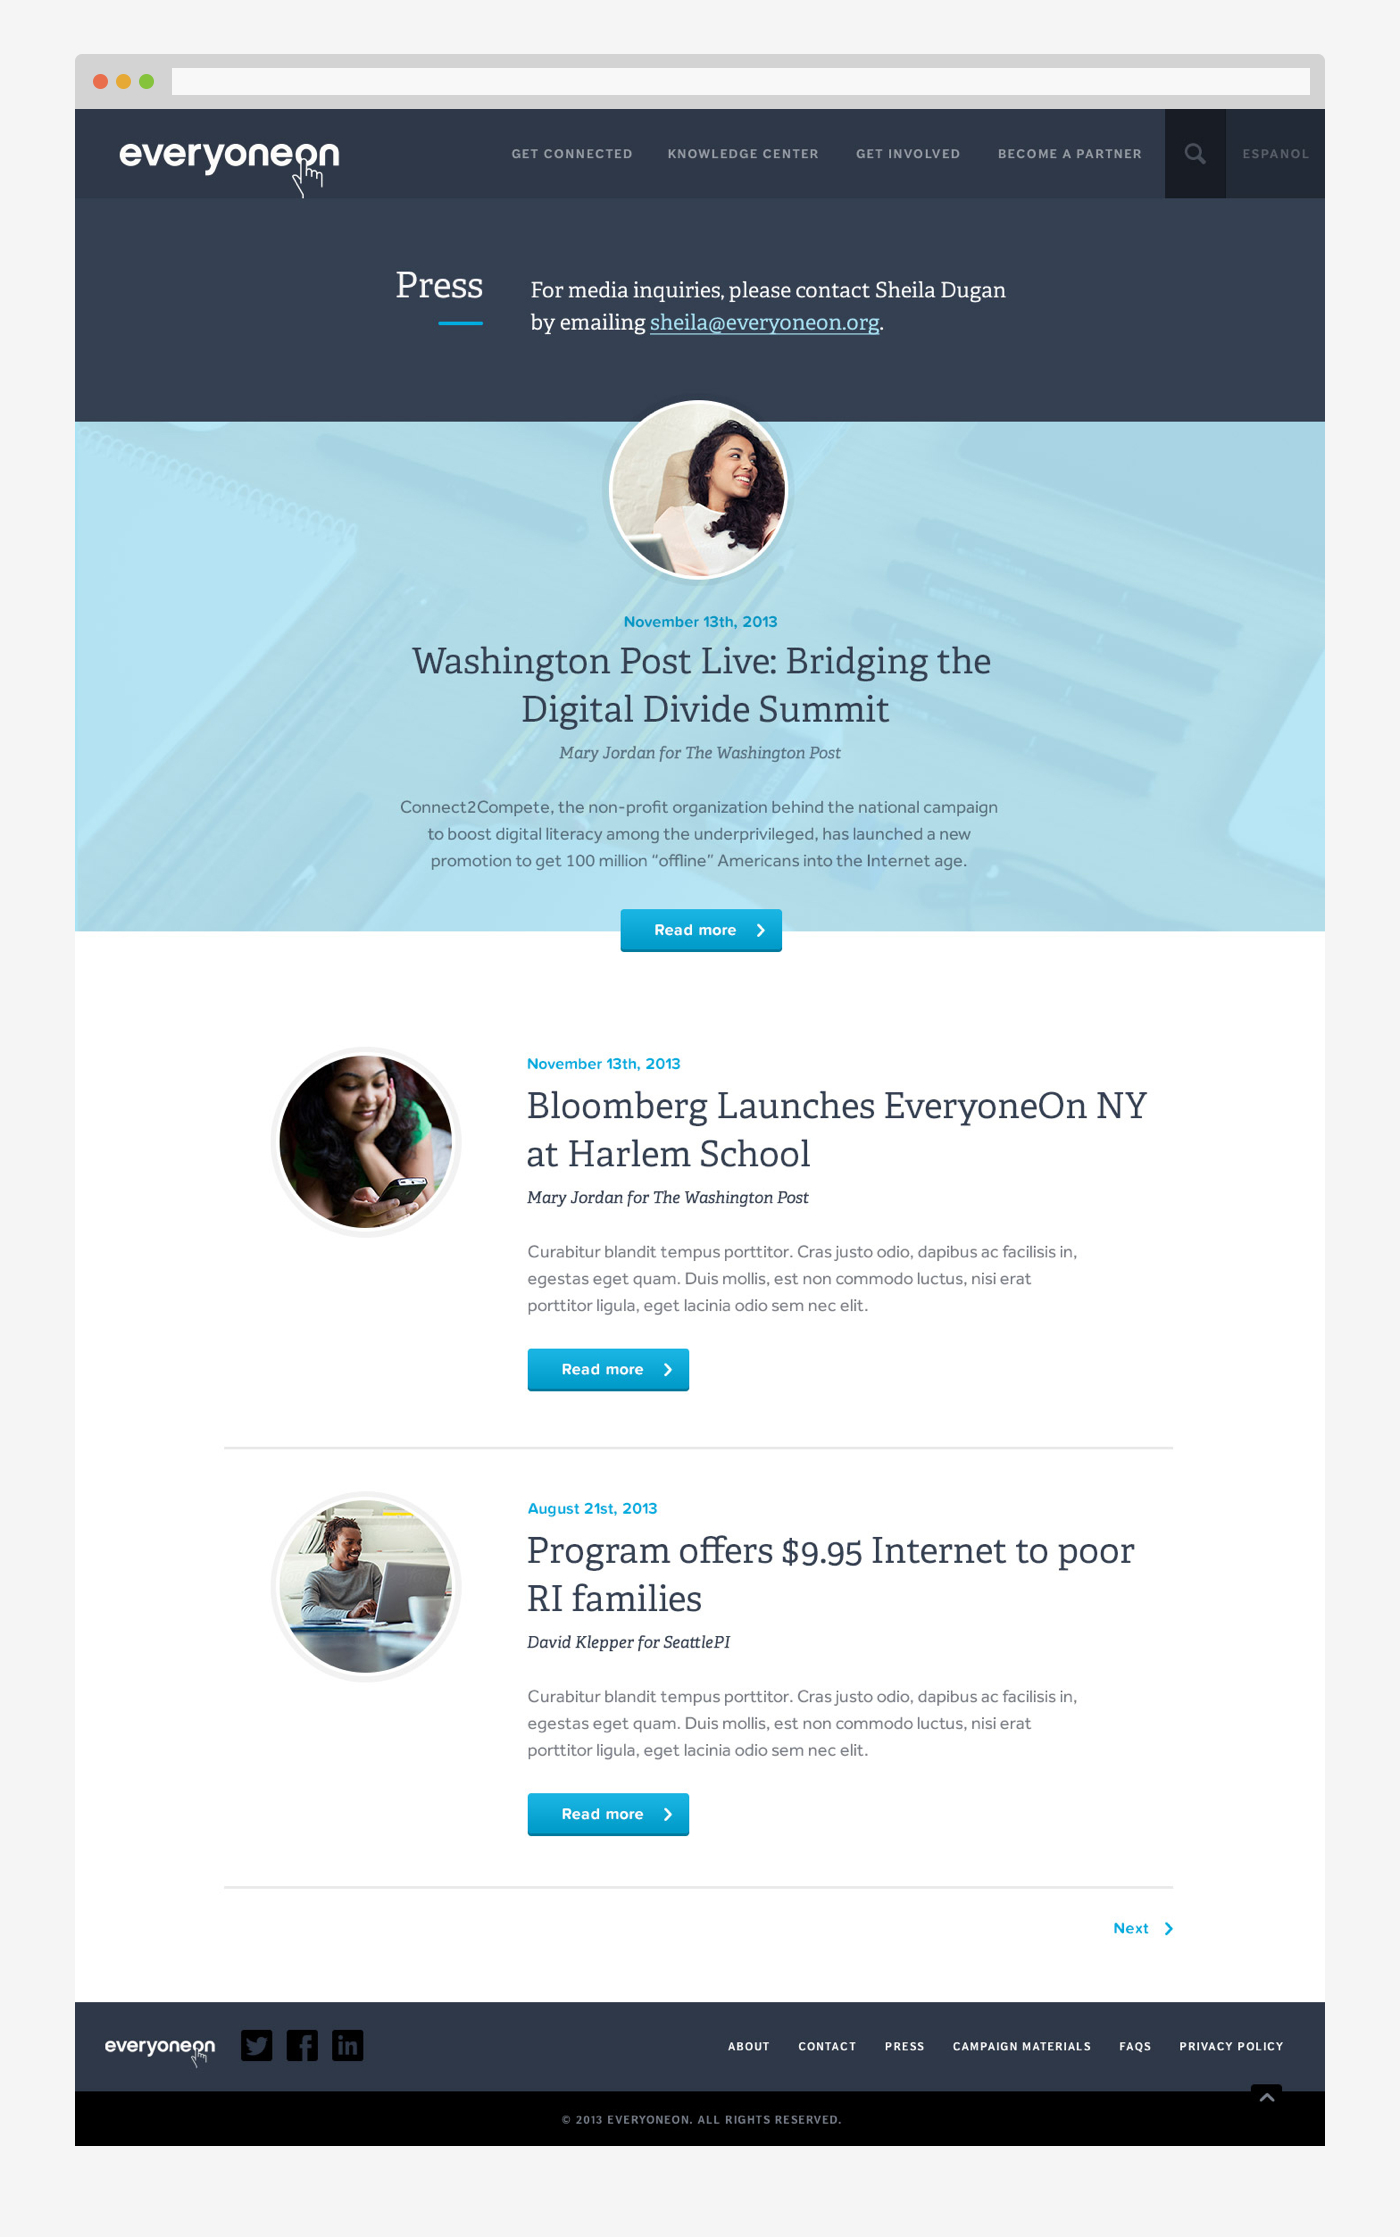 everyoneon
GET CONNECTED
KNOWLEDGE CENTER
GET INVOLVED
BECOME A PARTNER
ESPANOL
Press
For media inquiries, please contact Sheila Dugan
by emailing sheila@everyoneon.org.
November 13th, 2013
Washington Post Live: Bridging the
Digital Divide Summit
Mary Jordan for The Washington Post
Connect2Compete, the non-profit organization behind the national campaign
to boost digital literacy among the underprivileged, has launched a new
promotion to get 100 million “offline” Americans into the Internet age.
Read more
November 13th, 2013
Bloomberg Launches EveryoneOn NY
at Harlem School
Mary Jordan for The Washington Post
Curabitur blandit tempus porttitor. Cras justo odio, dapibus ac facilisis in,
egestas eget quam. Duis mollis, est non commodo luctus, nisi erat
porttitor ligula, eget lacinia odio sem nec elit.
Read more
August 21st, 2013
Program offers $9.95 Internet to poor
RI families
David Klepper for SeattlePI
Curabitur blandit tempus porttitor. Cras justo odio, dapibus ac facilisis in,
egestas eget quam. Duis mollis, est non commodo luctus, nisi erat
porttitor ligula, eget lacinia odio sem nec elit.
Read more
Next
everyoneon
ABOUT
CONTACT
PRESS
CAMPAIGN MATERIALS
FAQS
PRIVACY POLICY
© 2013 EVERYONEON. ALL RIGHTS RESERVED.